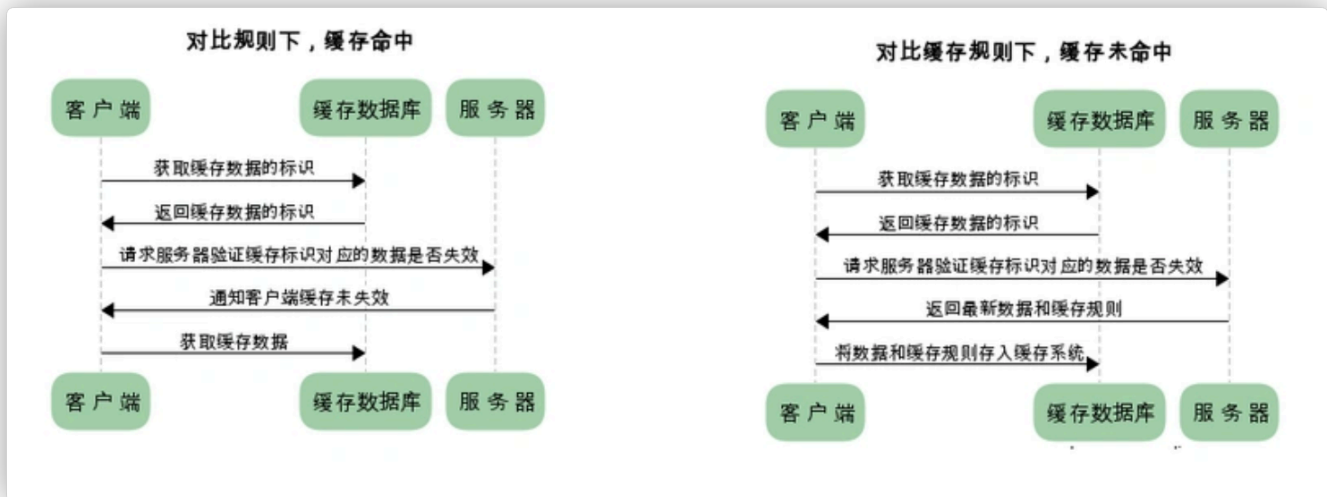 对比规则下，缓存命中
客户端
缓存数据库
服务器
获取缓存数据的标识
返回缓存数据的标识
请求服务器验证缓存标识对应的数据是否失效
通知客户端缓存未失效
获取缓存数据
客户端
缓存数据库
服务器
对比缓存规则下，缓存未命中
客户端
缓存数据库
服务器
获取缓存数据的标识
返回缓存数据的标识
请求服务器验证缓存标识对应的数据是否失效
返回最新数据和缓存规则
将数据和缓存规则存入缓存系统
客户端
缓存数据库
服务器